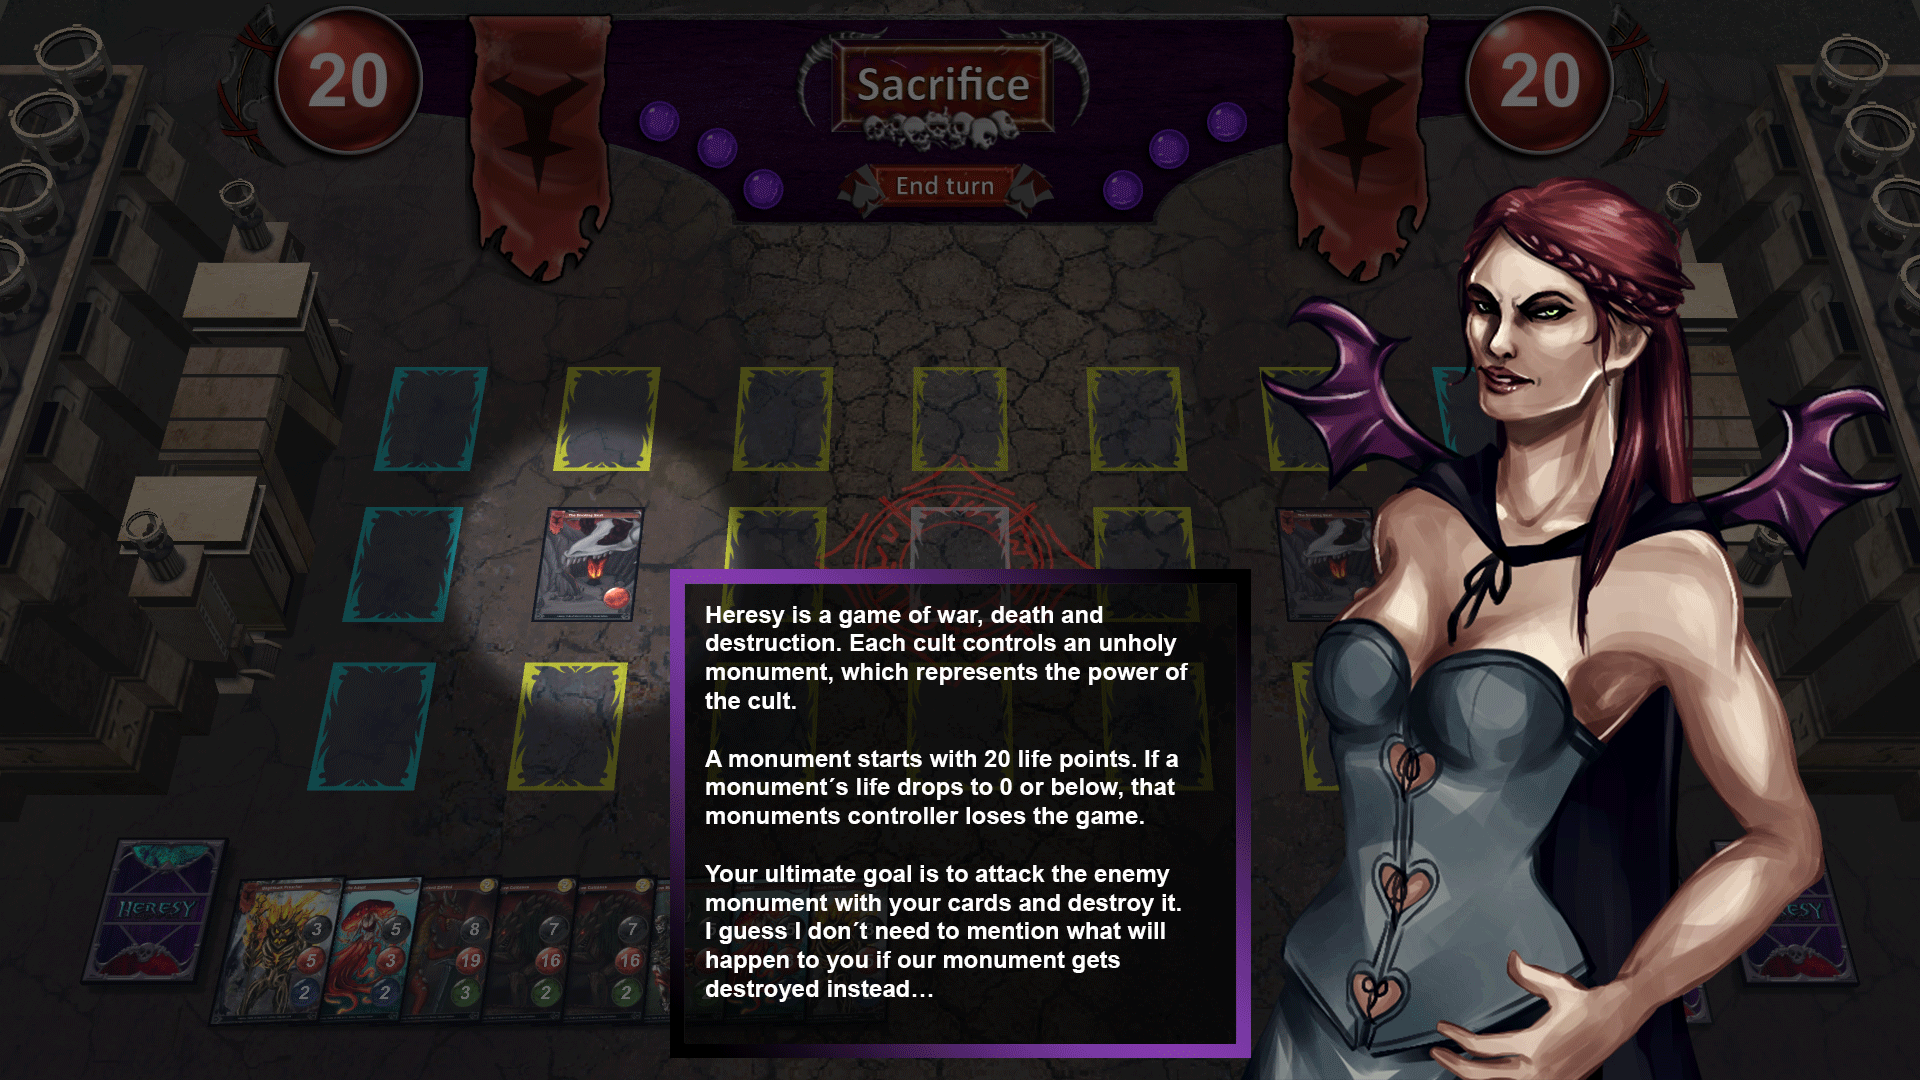 20
Sacrifice
20
End turn
Heresy is a game of war, death and
destruction. Each cult controls an unholy
monument, which represents the power of
the cult.
A monument starts with 20 life points. If a
monument´s life drops to 0 or below, that
monuments controller loses the game.
Your ultimate goal is to attack the enemy
monument with your cards and destroy it.
I guess I don´t need to mention what will
happen to you if our monument gets
destroyed instead…
HERESY
3
5
2
5
3
2
8
19
3
7
16
2
7
16
2